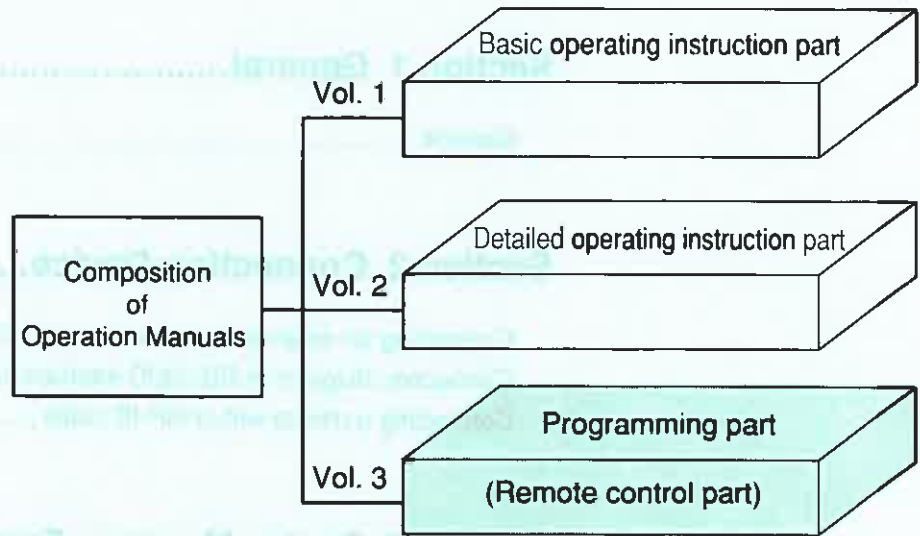 Basic operating instruction part
Vol. 1
Detailed operating instruction part
Vol. 2
Composition
of
Operation Manuals
Programming part
Vol. 3
(Remote control part)